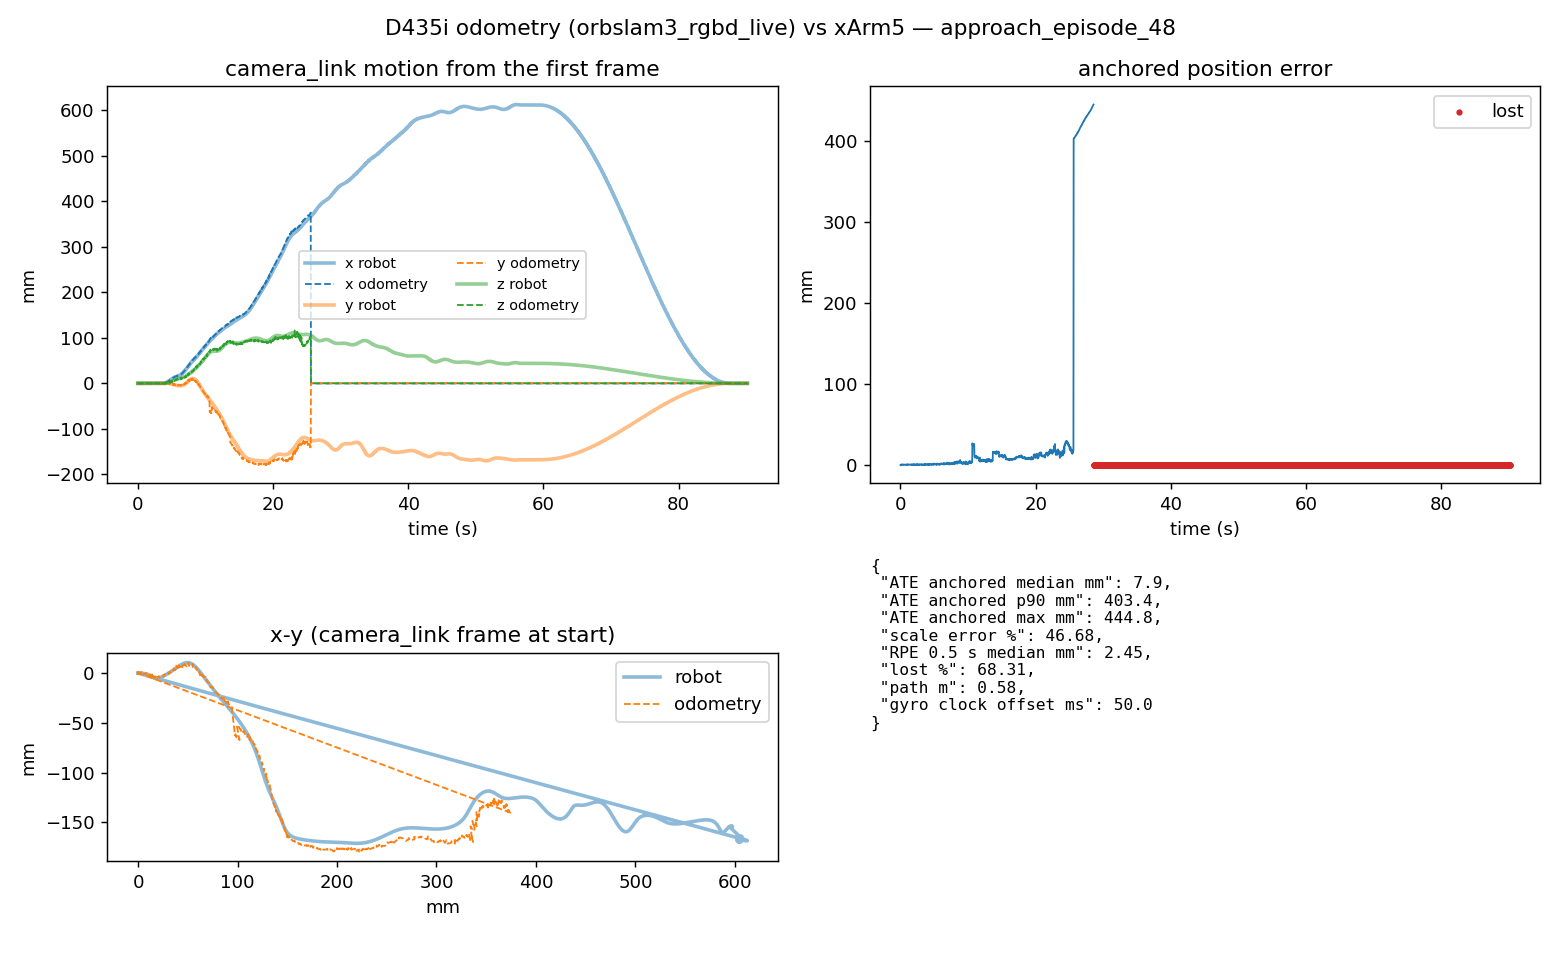 D435i odometry (orbslam3_rgbd_live) vs xArm5 — approach_episode_48
camera_link motion from the first frame
600
500
400
300
200
100
0
−100
−200
mm
0 20 40 60 80
time (s)
x robot
x odometry
y robot
y odometry
z robot
z odometry
anchored position error
400
300
200
100
0
mm
0 20 40 60 80
time (s)
lost
x-y (camera_link frame at start)
0
−50
−100
−150
mm
0 100 200 300 400 500 600
mm
robot
odometry
{
"ATE anchored median mm": 7.9,
"ATE anchored p90 mm": 403.4,
"ATE anchored max mm": 444.8,
"scale error %": 46.68,
"RPE 0.5 s median mm": 2.45,
"lost %": 68.31,
"path m": 0.58,
"gyro clock offset ms": 50.0
}